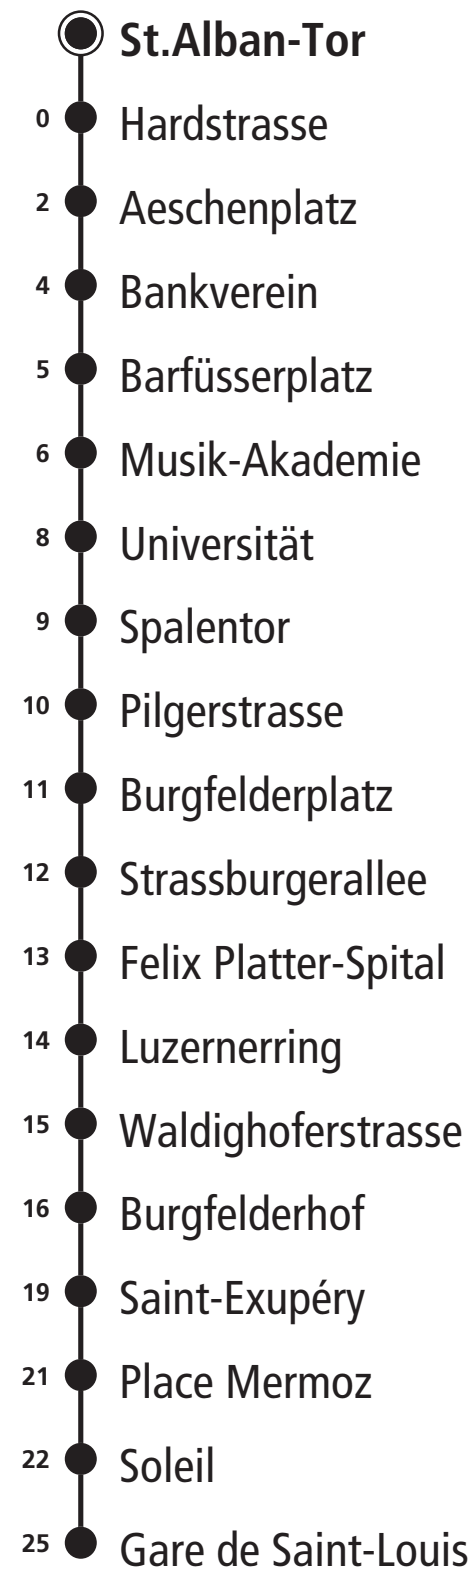 St.Alban-Tor
0 Hardstrasse
2 Aeschenplatz
4 Bankverein
5 Barfüsserplatz
6 Musik-Akademie
8 Universität
9 Spalentor
10 Pilgerstrasse
11 Burgfelderplatz
12 Strassburgerallee
13 Felix Platter-Spital
14 Luzernerring
15 Waldighoferstrasse
16 Burgfelderhof
19 Saint-Exupéry
21 Place Mermoz
22 Soleil
25 Gare de Saint-Louis